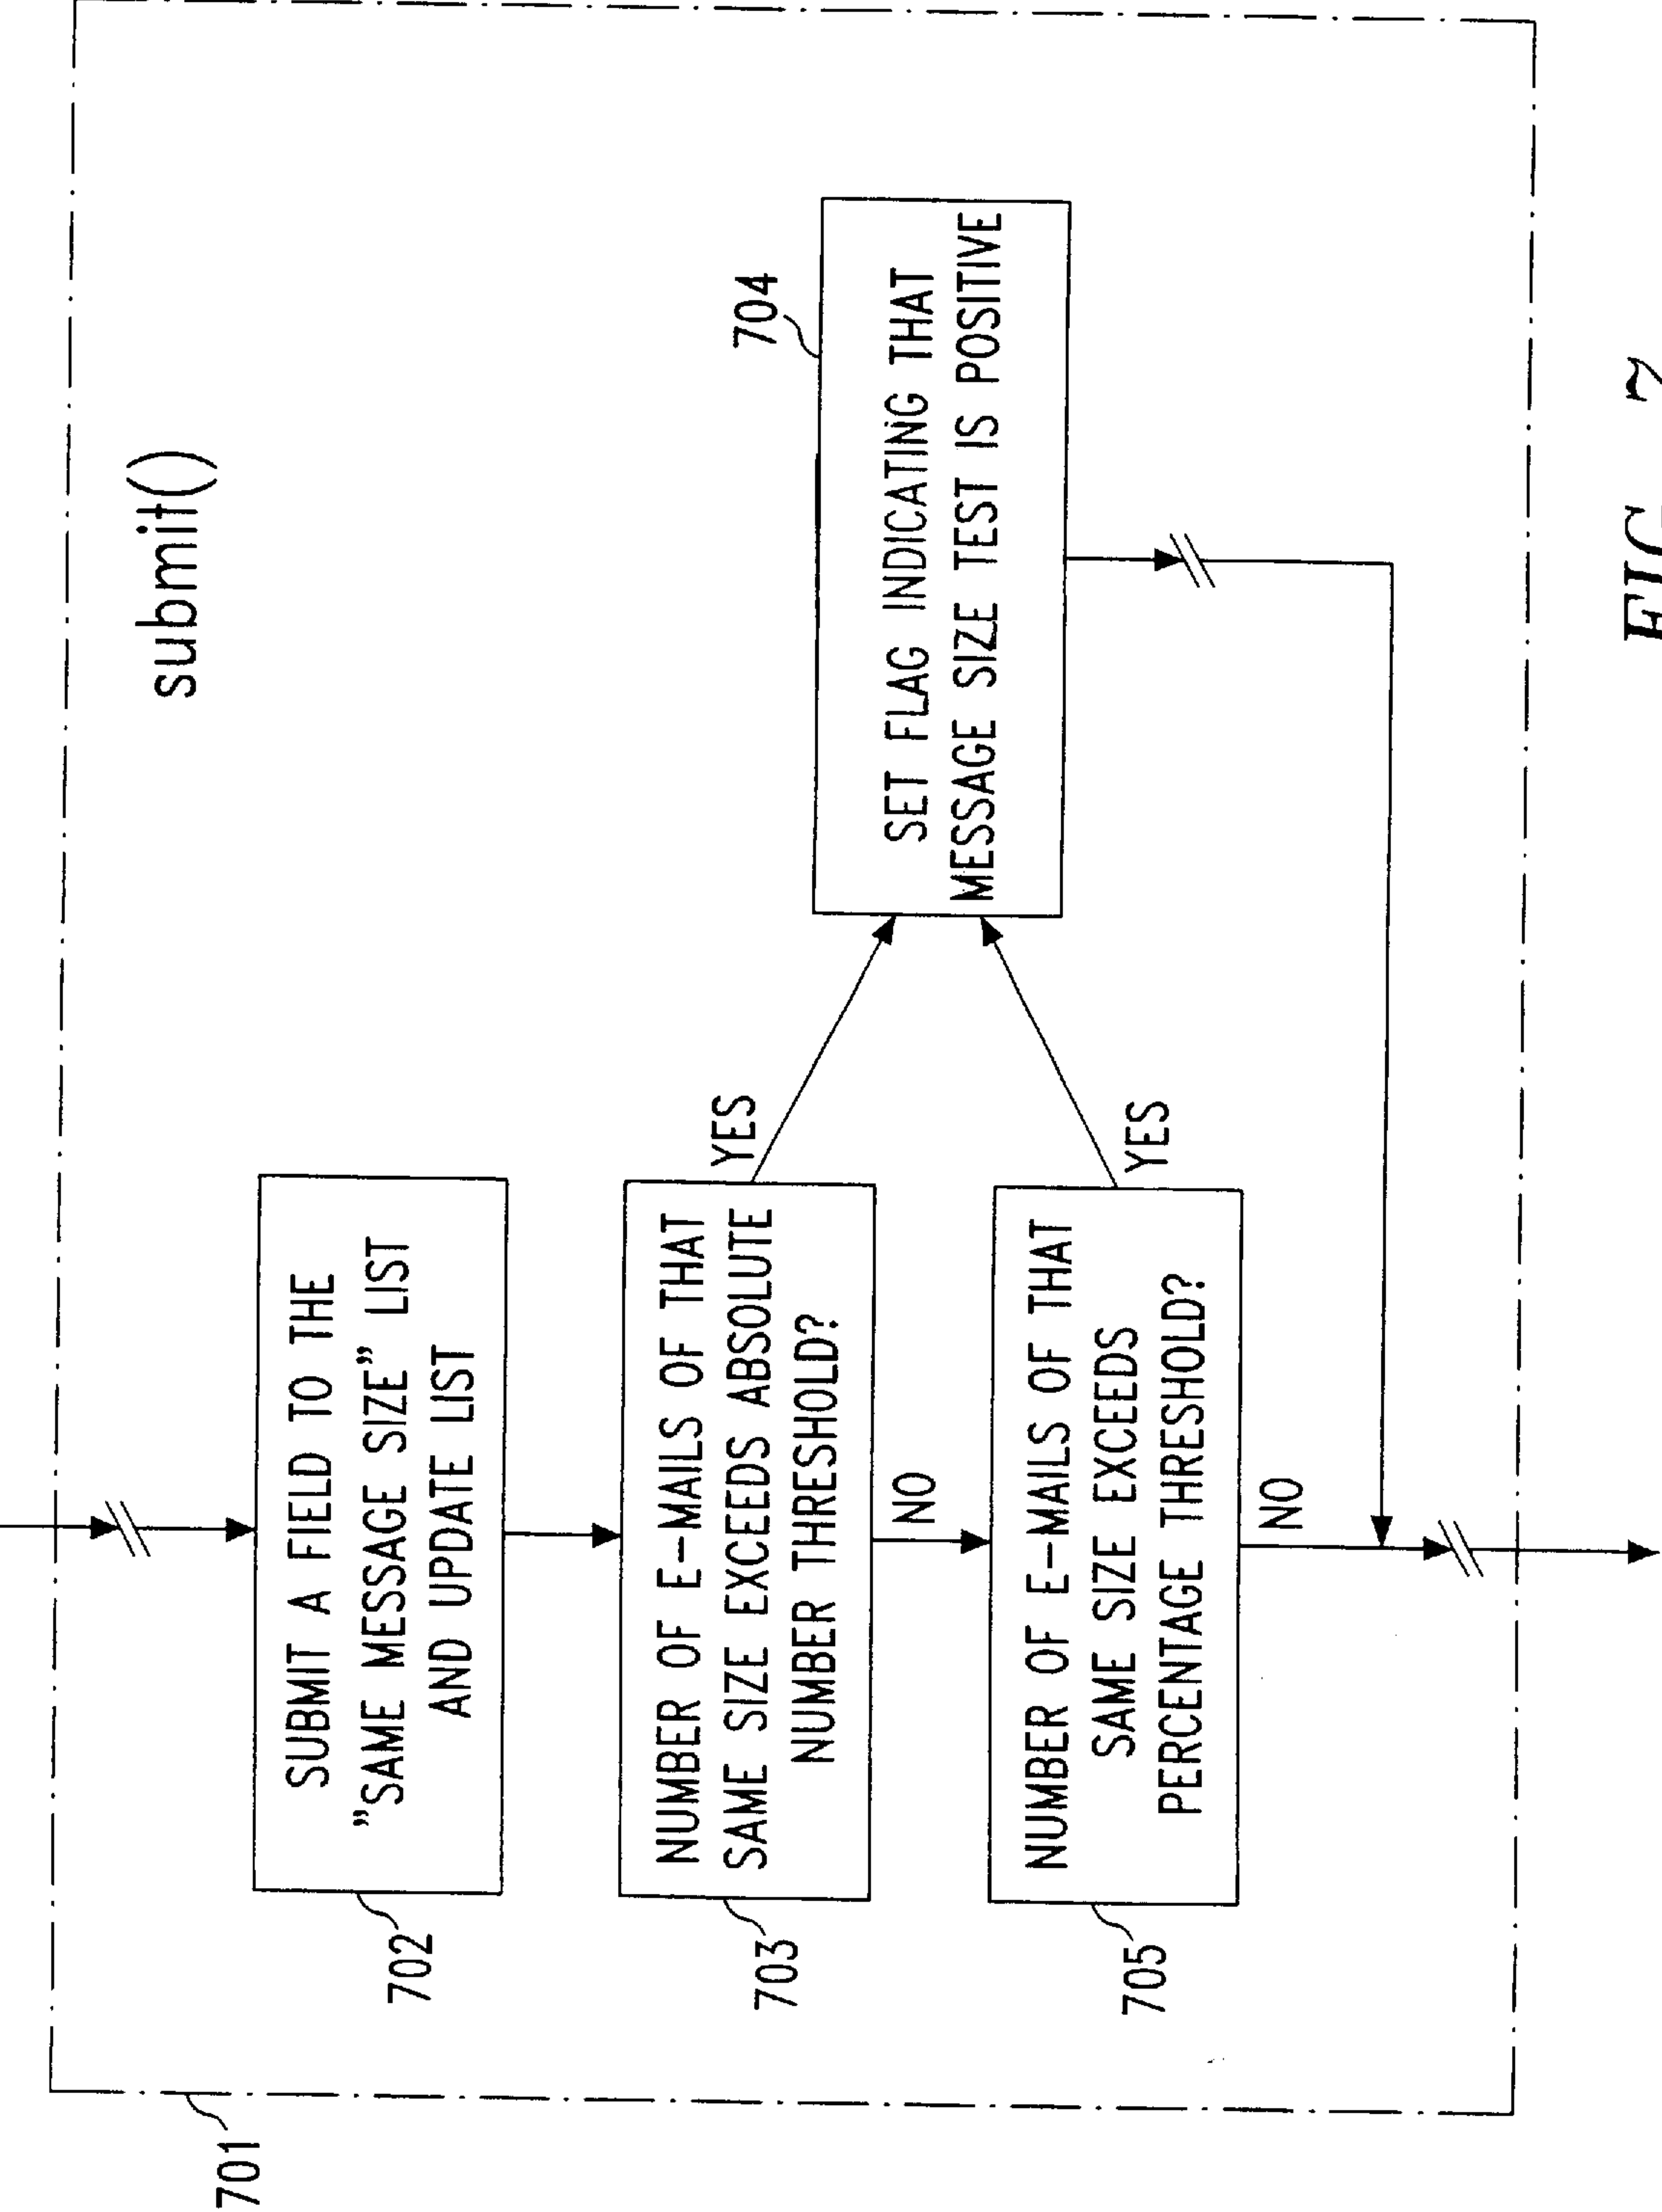 submit()
701
702
SUBMIT A FIELD TO THE
"SAME MESSAGE SIZE" LIST
AND UPDATE LIST
703
NUMBER OF E-MAILS OF THAT
SAME SIZE EXCEEDS ABSOLUTE
NUMBER THRESHOLD?
YES
NO
704
SET FLAG INDICATING THAT
MESSAGE SIZE TEST IS POSITIVE
705
NUMBER OF E-MAILS OF THAT
SAME SIZE EXCEEDS
PERCENTAGE THRESHOLD?
YES
NO
FIG. 7